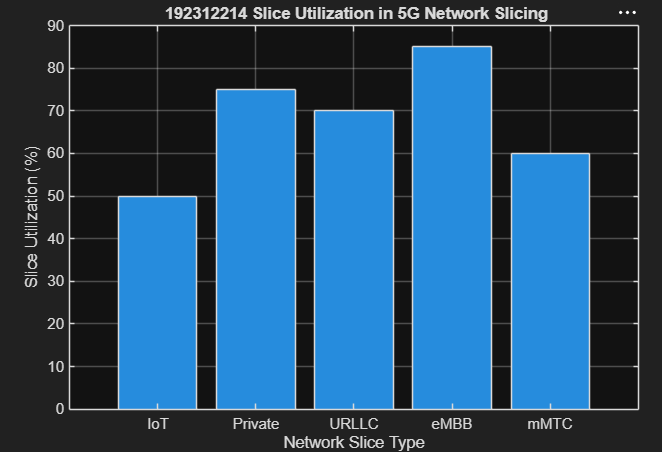 192312214 Slice Utilization in 5G Network Slicing
90
80
70
60
50
40
30
20
10
0
Slice Utilization (%)
IoT Private URLLC eMBB mMTC
Network Slice Type